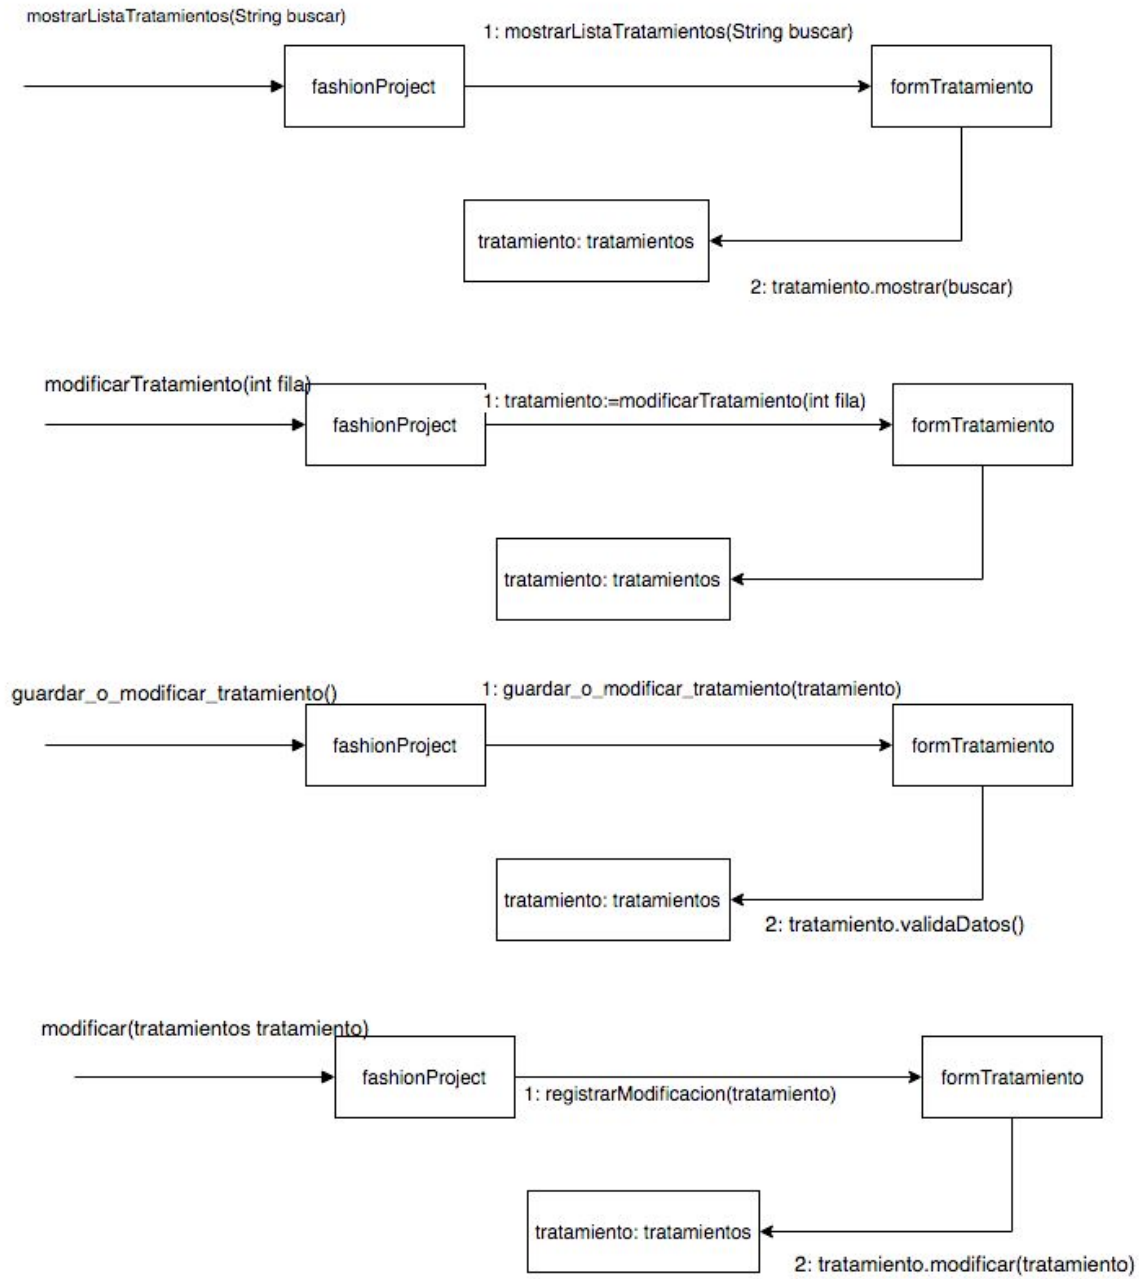 mostrarListaTratamientos(String buscar)
1: mostrarListaTratamientos(String buscar)
fashionProject
formTratamiento
tratamiento: tratamientos
2: tratamiento.mostrar(buscar)
modificarTratamiento(int fila)
1: tratamiento:=modificarTratamiento(int fila)
fashionProject
formTratamiento
tratamiento: tratamientos
guardar_o_modificar_tratamiento()
1: guardar_o_modificar_tratamiento(tratamiento)
fashionProject
formTratamiento
tratamiento: tratamientos
2: tratamiento.validaDatos()
modificar(tratamientos tratamiento)
fashionProject
formTratamiento
1: registrarModificacion(tratamiento)
tratamiento: tratamientos
2: tratamiento.modificar(tratamiento)